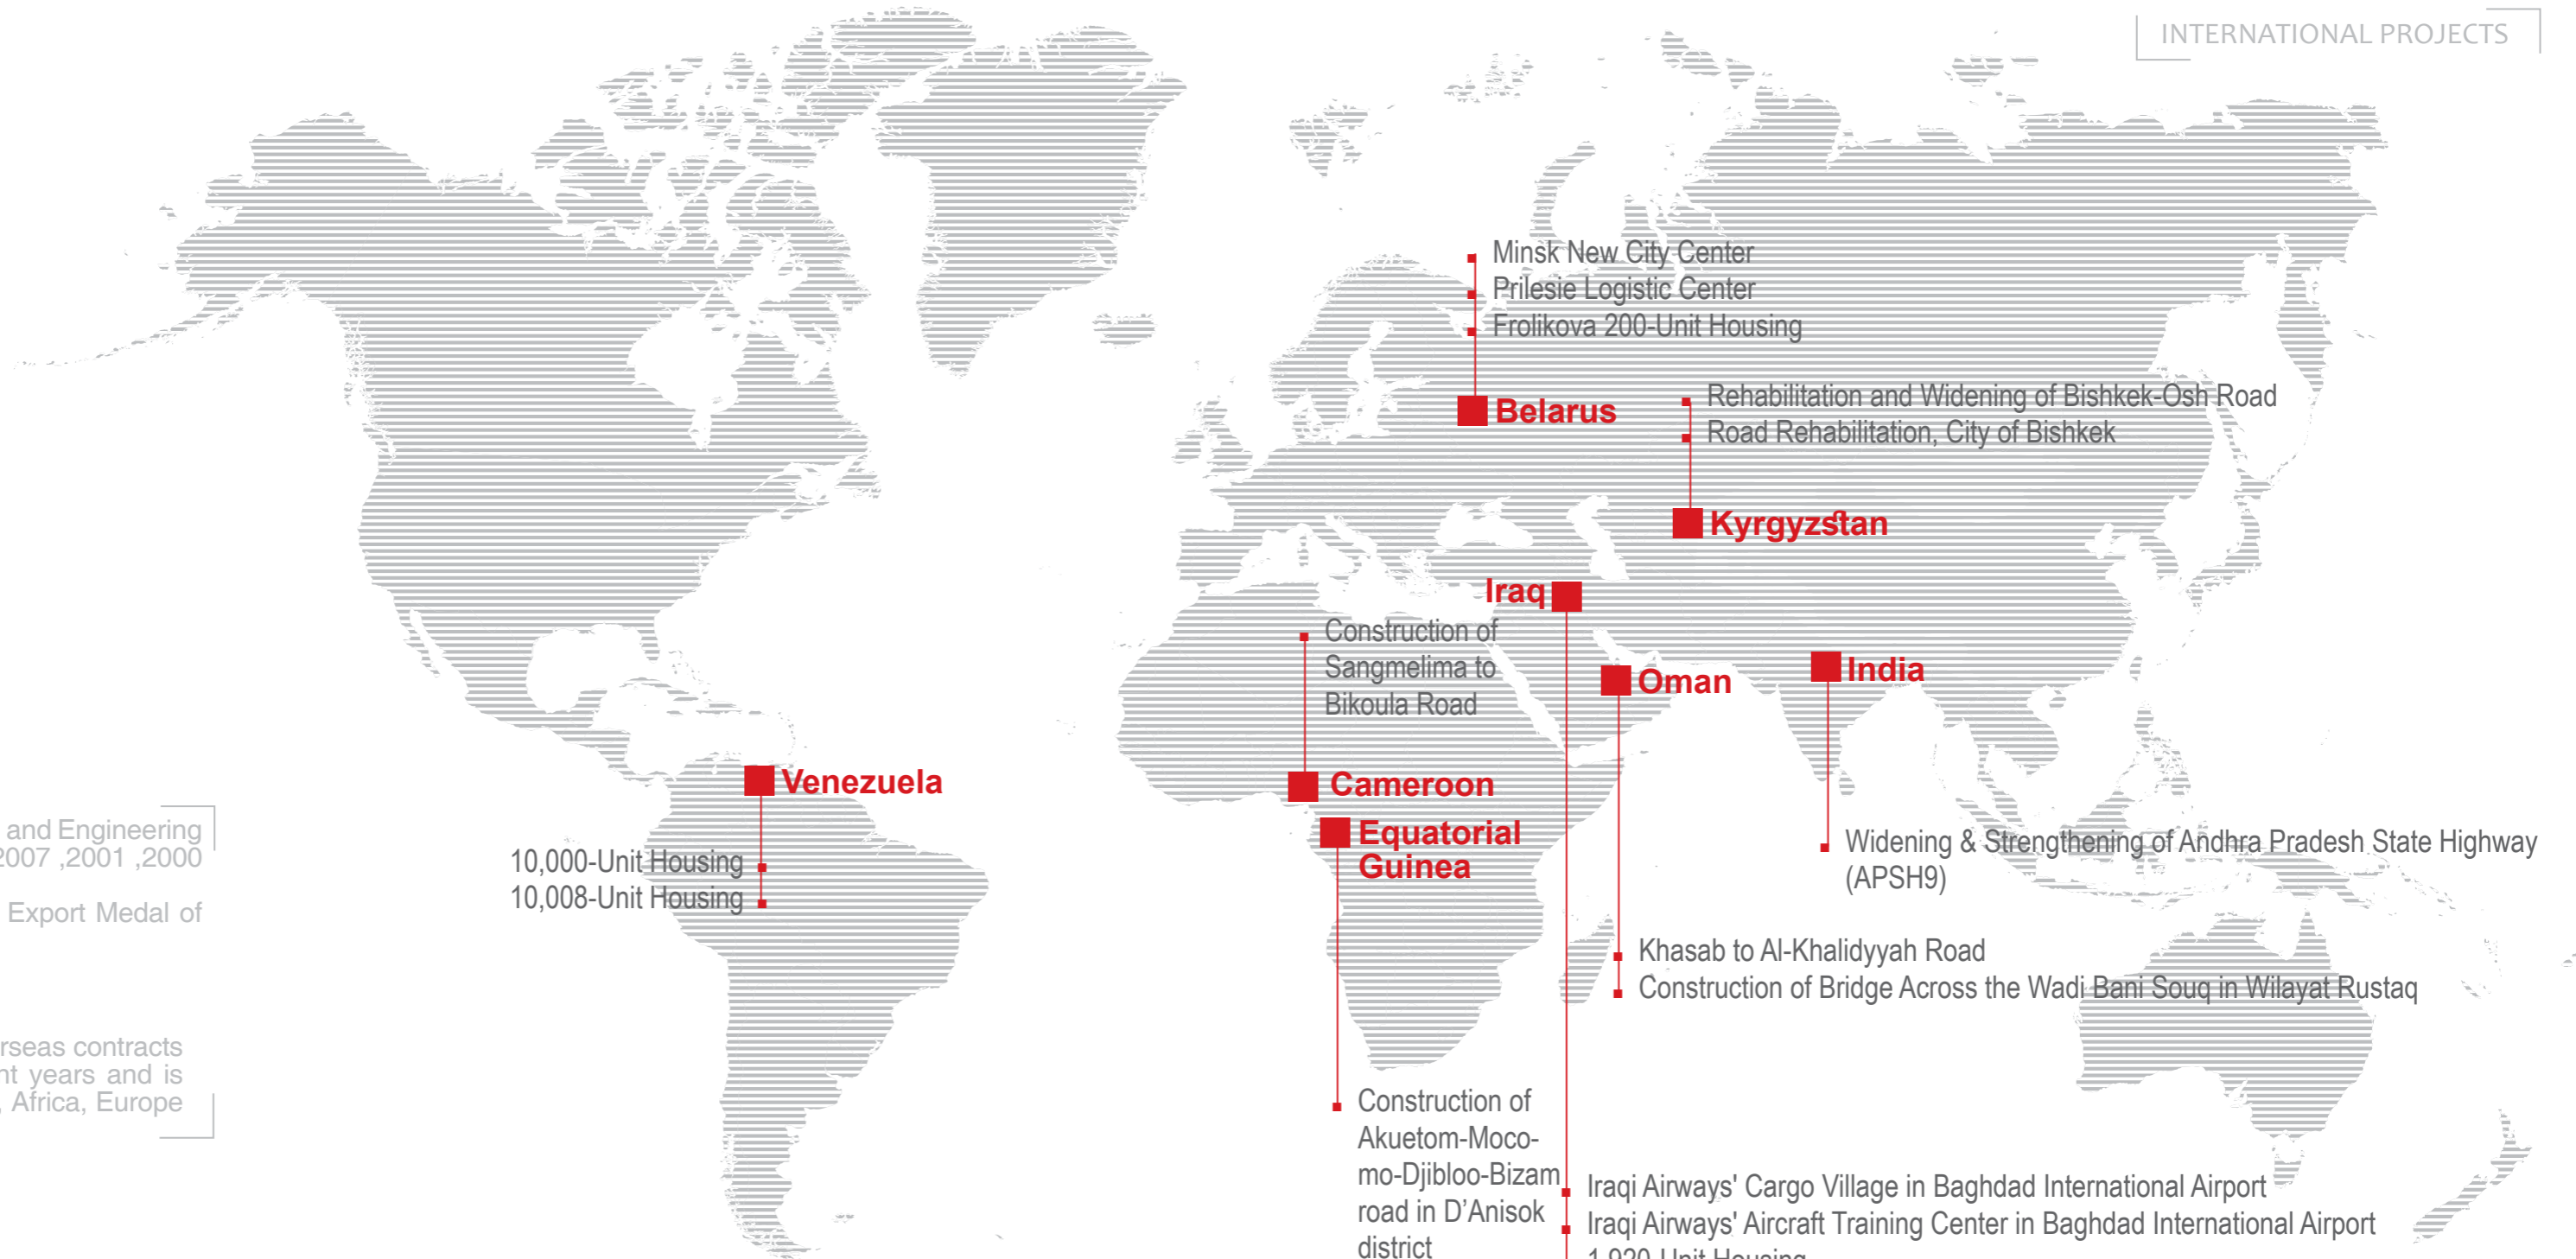 INTERNATIONAL PROJECTS
Minsk New City Center
Prilesie Logistic Center
Frolikova 200-Unit Housing
Belarus
Rehabilitation and Widening of Bishkek-Osh Road
Road Rehabilitation, City of Bishkek
Kyrgyzstan
Iraq
Construction of
Sangmelima to
Bikoula Road
Oman
India
Venezuela
10,000-Unit Housing
10,008-Unit Housing
Cameroon
Equatorial
Guinea
and Engineering
2007 ,2001 ,2000
Export Medal of
Widening & Strengthening of Andhra Pradesh State Highway
(APSH9)
Khasab to Al-Khalidyyah Road
Construction of Bridge Across the Wadi Bani Souq in Wilayat Rustaq
rseas contracts
nt years and is
, Africa, Europe
Construction of
Akuetom-Moco-
mo-Djibloo-Bizam
road in D’Anisok
district
Iraqi Airways' Cargo Village in Baghdad International Airport
Iraqi Airways' Aircraft Training Center in Baghdad International Airport
1,920-Unit Housing